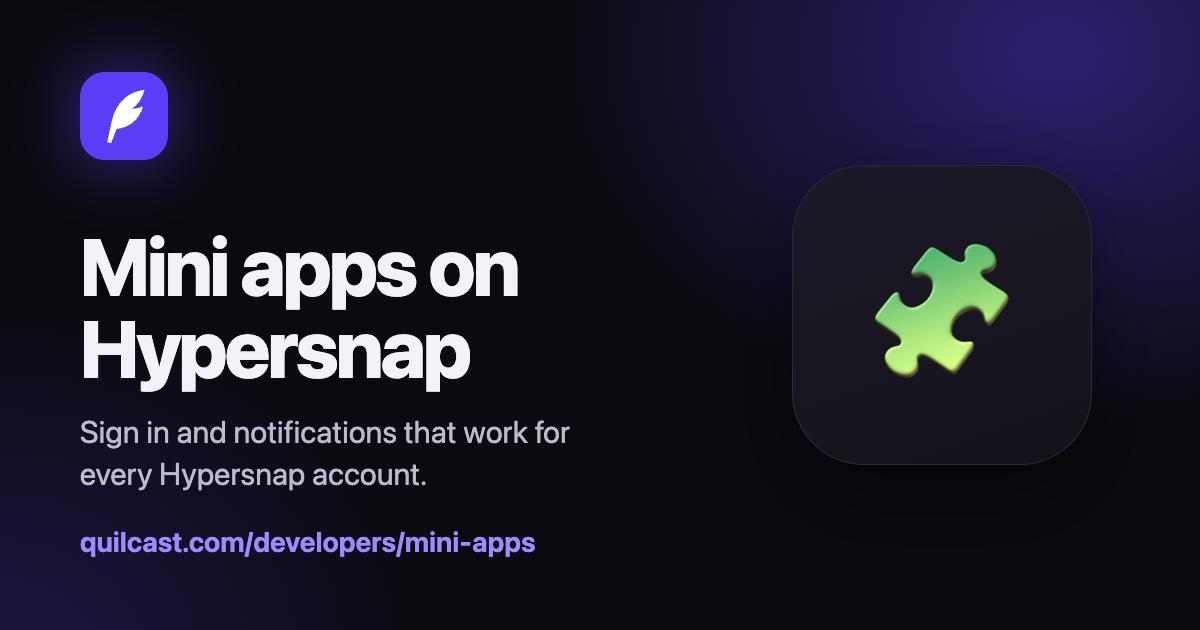 Mini apps on
Hypersnap
Sign in and notifications that work for
every Hypersnap account.
quilcast.com/developers/mini-apps